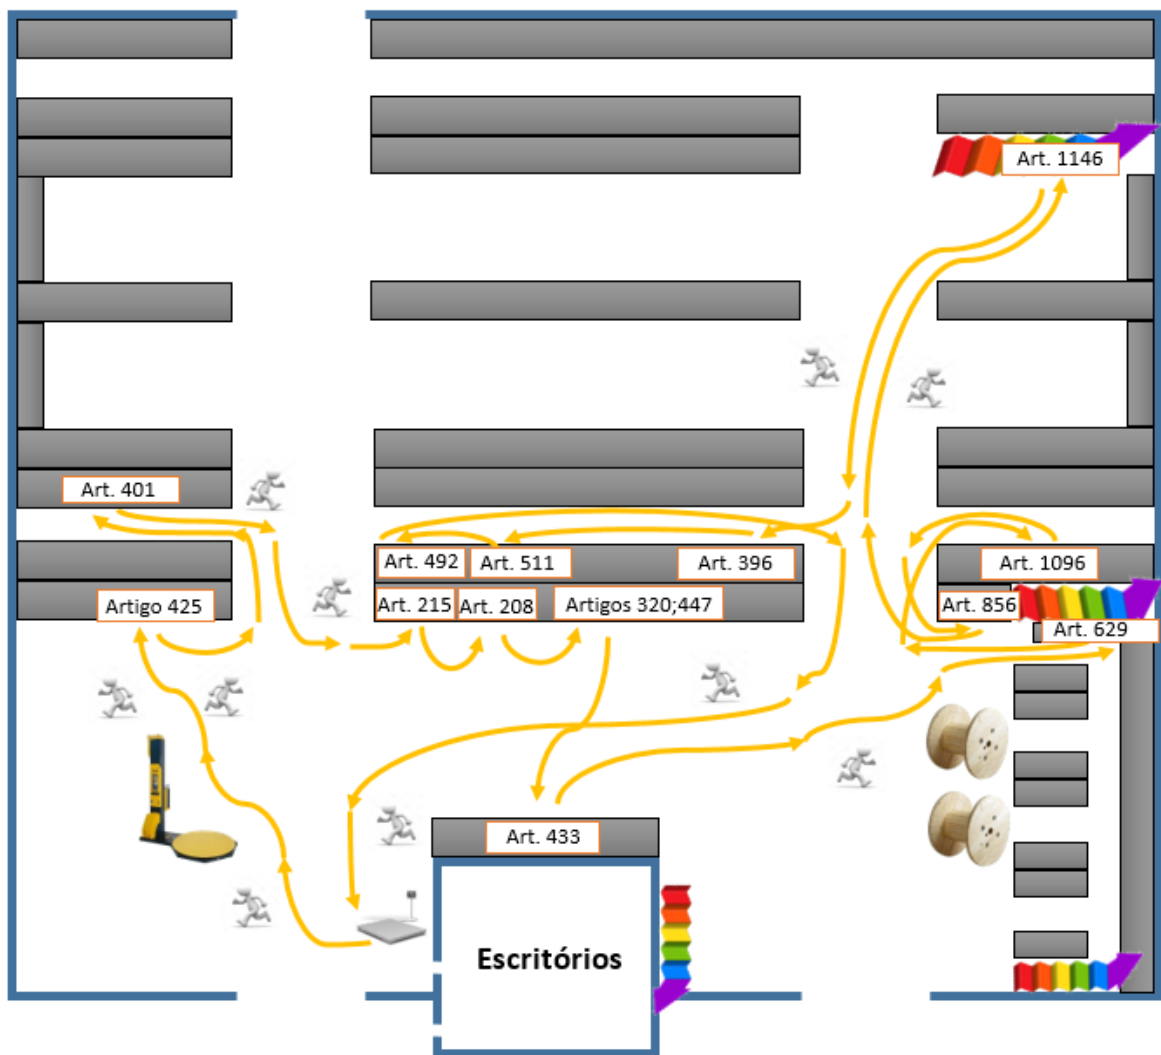 Art. 1146
Art. 401
Art. 492
Art. 511
Art. 396
Art. 1096
Artigo 425
Art. 215
Art. 208
Artigos 320;447
Art. 856
Art. 629
Art. 433
Escritórios